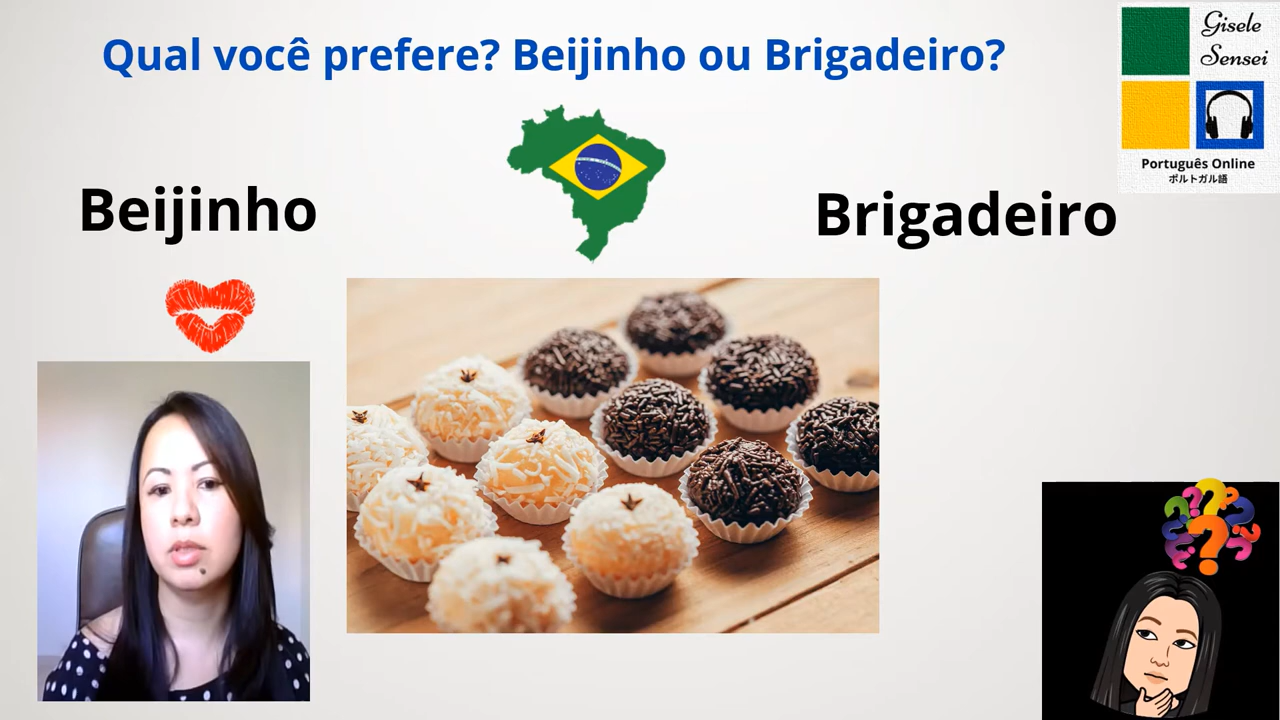 Qual você prefere? Beijinho ou Brigadeiro?
Gisele
Sensei
Português Online
ポルトガル語
Beijinho
Brigadeiro